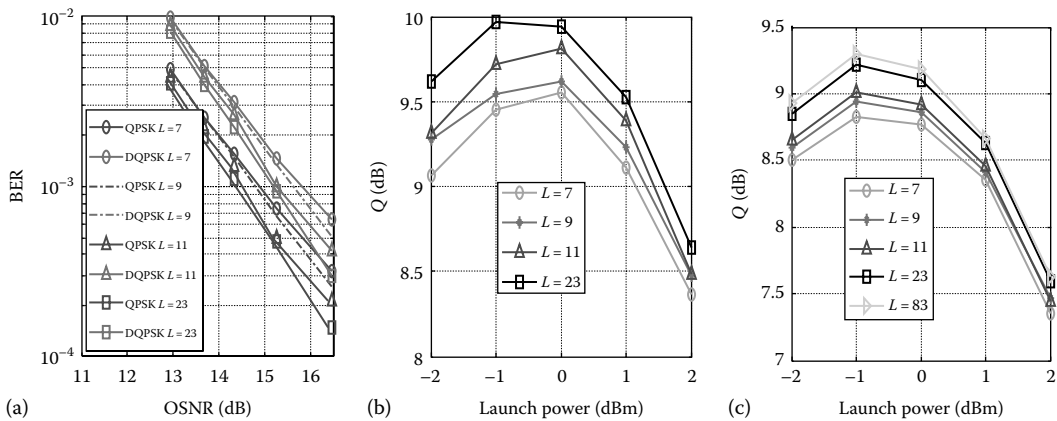 10−2
10−3
10−4
BER
QPSK L = 7
DQPSK L = 7
QPSK L = 9
DQPSK L = 9
QPSK L = 11
DQPSK L = 11
QPSK L = 23
DQPSK L = 23
11 12 13 14 15 16
(a) OSNR (dB)
10
9.5
9
8.5
8
Q (dB)
L = 7
L = 9
L = 11
L = 23
−2 −1 0 1 2
(b) Launch power (dBm)
9.5
9
8.5
8
7.5
7
Q (dB)
L = 7
L = 9
L = 11
L = 23
L = 83
−2 −1 0 1 2
(c) Launch power (dBm)